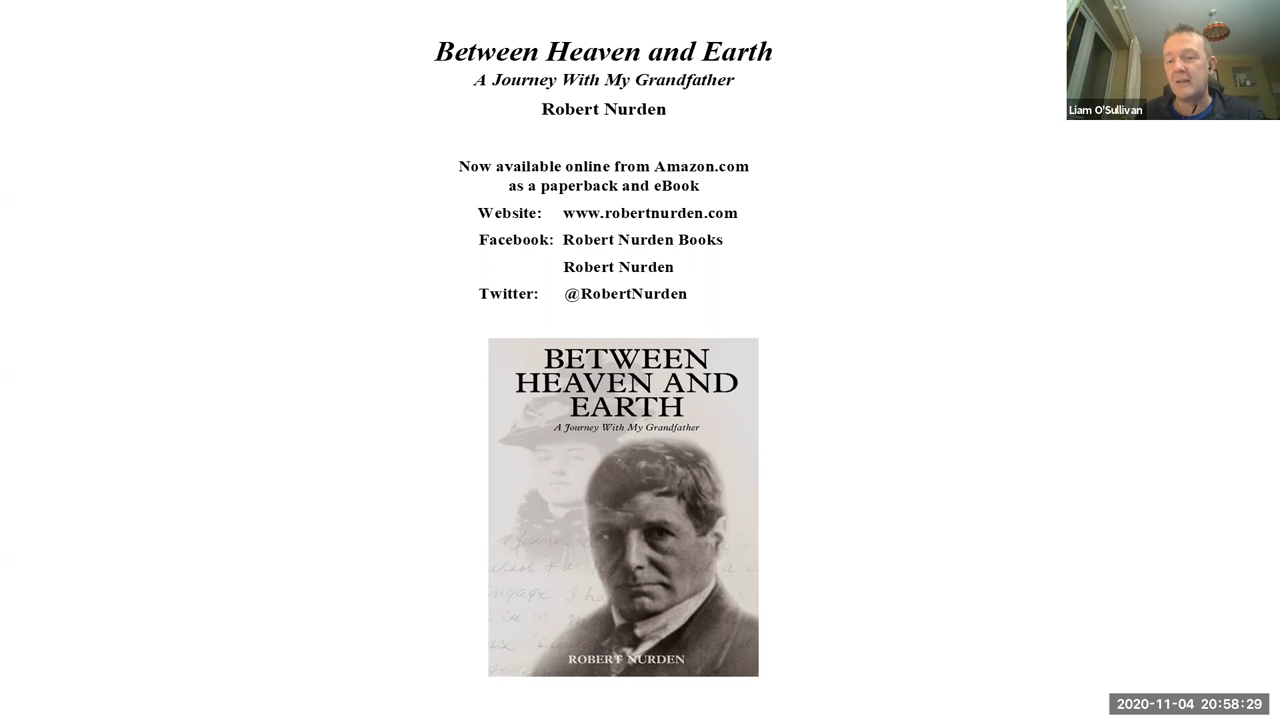 Between Heaven and Earth
A Journey With My Grandfather
Robert Nurden
Now available online from Amazon.com
as a paperback and eBook
Website: www.robertnurden.com
Facebook: Robert Nurden Books
Robert Nurden
Twitter: @RobertNurden
BETWEEN
HEAVEN AND
EARTH
A Journey With My Grandfather
ROBERT NURDEN
Liam O'Sullivan
2020-11-04 20:58:29